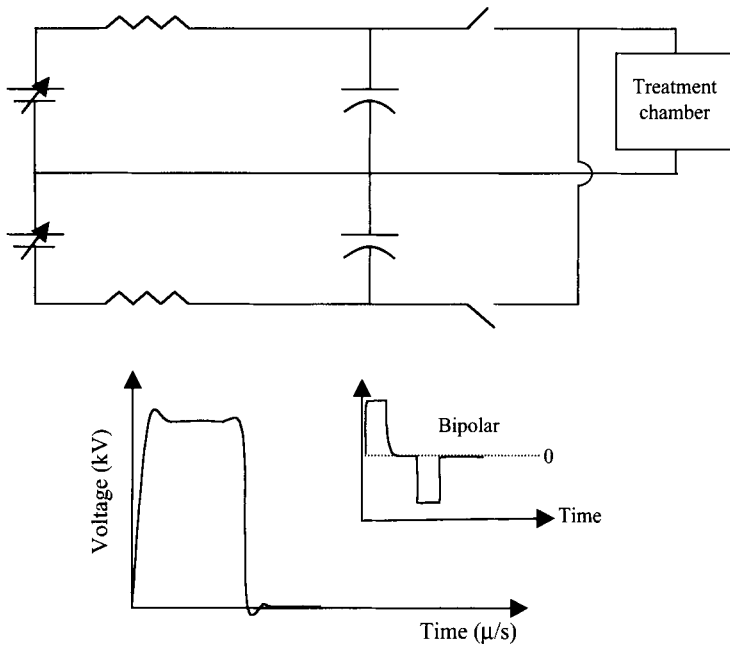 Treatment
chamber
Voltage (kV)
Time (μ/s)
Bipolar
0
Time